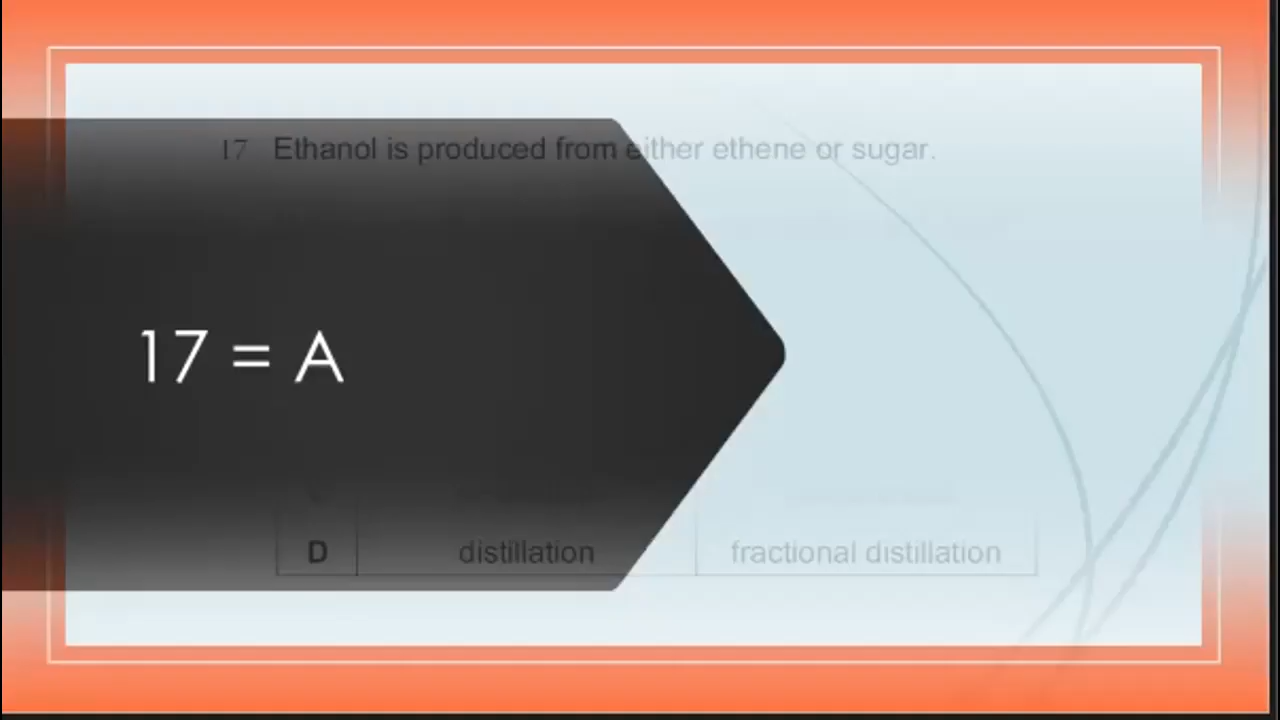 17 Ethanol is produced from either ethene or sugar.
17 = A
D distillation fractional distillation